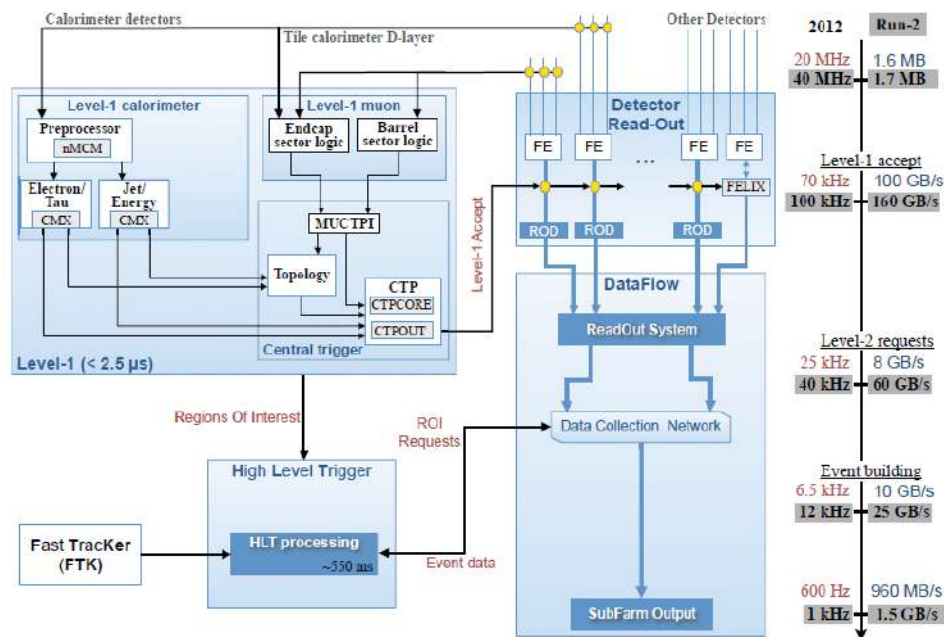 Calorimeter detectors
Tile calorimeter D-layer
Other Detectors
2012
Run-2
20 MHz
1.6 MB
40 MHz
1.7 MB
Level-1 calorimeter
Preprocessor
nMCM
Electron/
Tau
CMX
Jet/
Energy
CMX
Level-1 muon
Endcap
sector logic
Barrel
sector logic
MUCTPI
Topology
CTP
CTPCORE
CTPOUT
Central trigger
Level-1 (< 2.5 µs)
Level-1 Accept
Detector
Read-Out
FE
FE
...
FE
FE
FELIX
ROD
ROD
ROD
Level-1 accept
70 kHz
100 GB/s
100 kHz
160 GB/s
DataFlow
ReadOut System
Data Collection Network
SubFarm Output
Level-2 requests
25 kHz
8 GB/s
40 kHz
60 GB/s
Regions Of Interest
ROI
Requests
High Level Trigger
HLT processing
~550 ms
Fast TracKer
(FTK)
Event data
Event building
6.5 kHz
10 GB/s
12 kHz
25 GB/s
600 Hz
960 MB/s
1 kHz
1.5 GB/s